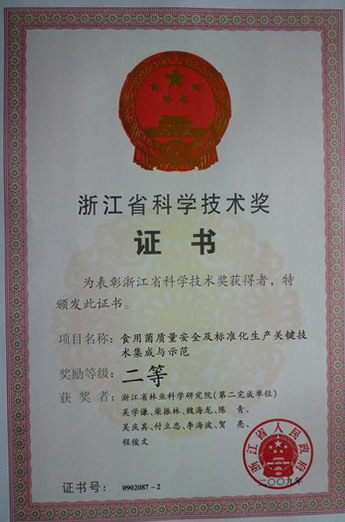 浙江省科学技术奖
证书
为表彰浙江省科学技术奖获得者，特
颁发此证书。
项目名称：食用菌质量安全及标准化生产关键技
术集成与示范
奖励等级：二等
获奖者：浙江省林业科学研究院(第二完成单位)
吴学谦、柴振林、魏海龙、陈青、
吴庆其、付立忠、李海波、贺亮、
程俊文
浙江省人民政府
二〇〇九年
证书号：0902087-2